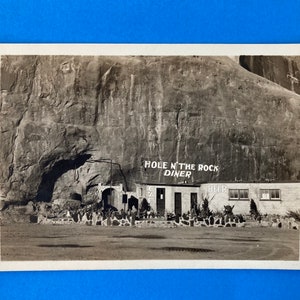 HOLE N' THE ROCK
DINER